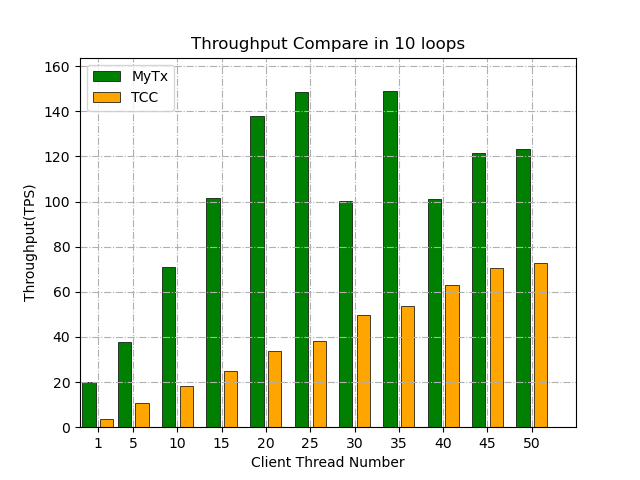 Throughput Compare in 10 loops
MyTx
TCC
160
140
120
100
80
60
40
20
0
Throughput(TPS)
1 5 10 15 20 25 30 35 40 45 50
Client Thread Number